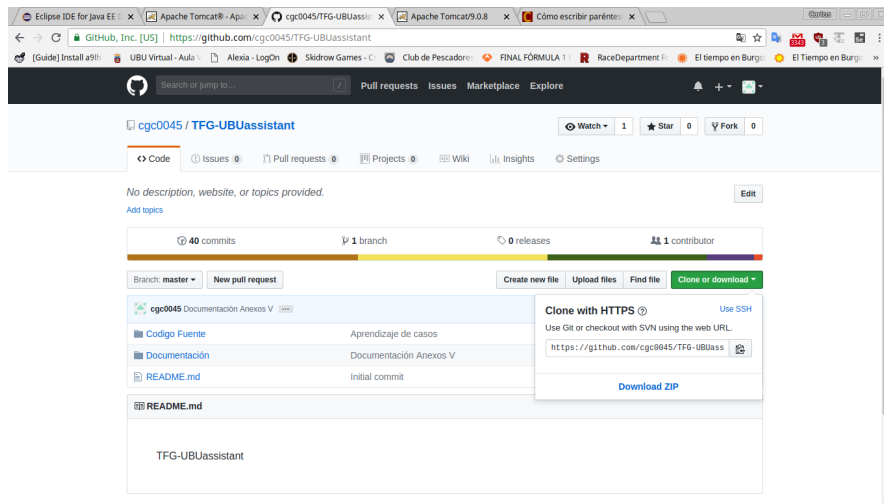 Eclipse IDE for Java EE D
Apache Tomcat® - Apac
cgc0045/TFG-UBUassis
Apache Tomcat/9.0.8
Cómo escribir parénte
Carlos
GitHub, Inc. [US] | https://github.com/cgc0045/TFG-UBUassistant
3343
[Guide] Install a9lh
UBU Virtual - Aula V
Alexia - LogOn
Skidrow Games - C
Club de Pescadore
FINAL FÓRMULA 1
RaceDepartment F
El tiempo en Burgo
El Tiempo en Burgo
»
Search or jump to...
/
Pull requests Issues Marketplace Explore
cgc0045 / TFG-UBUassistant
Watch 1
Star 0
Fork 0
Code
Issues 0
Pull requests 0
Projects 0
Wiki
Insights
Settings
No description, website, or topics provided.
Edit
Add topics
40 commits
1 branch
0 releases
1 contributor
Branch: master
New pull request
Create new file
Upload files
Find file
Clone or download
cgc0045 Documentación Anexos V
Codigo Fuente
Aprendizaje de casos
Documentación
Documentación Anexos V
README.md
Initial commit
Clone with HTTPS
Use SSH
Use Git or checkout with SVN using the web URL.
https://github.com/cgc0045/TFG-UBUass
Download ZIP
README.md
TFG-UBUassistant